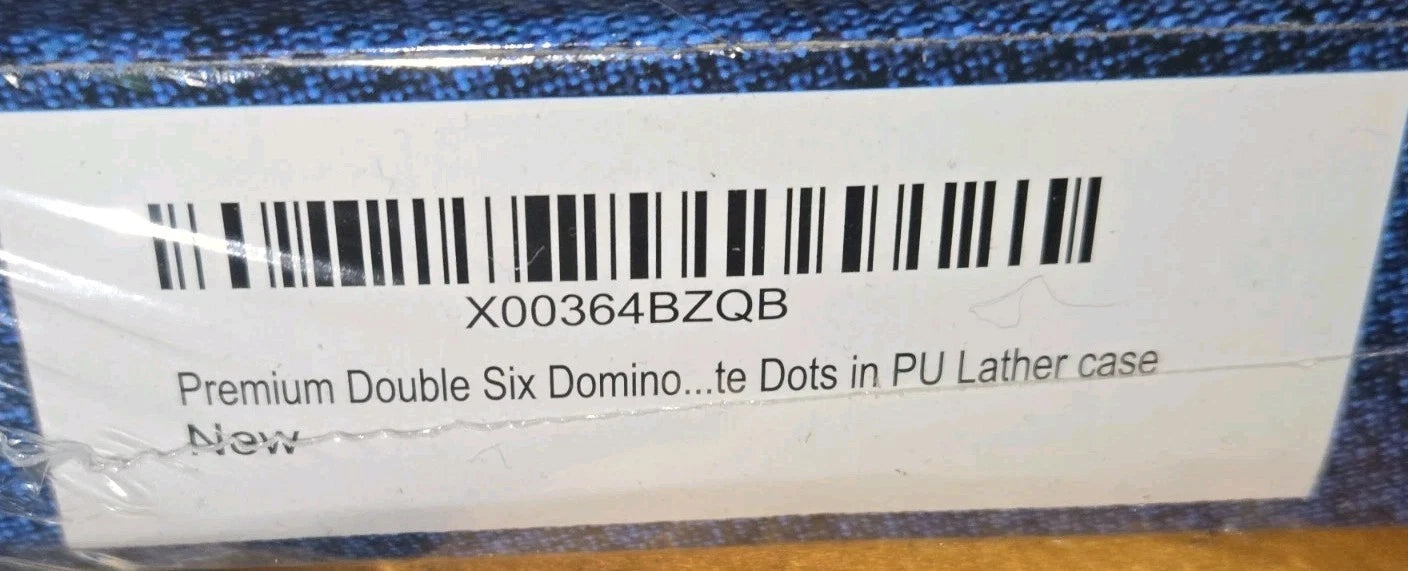 X00364BZQB
Premium Double Six Domino...te Dots in PU Lather case
New